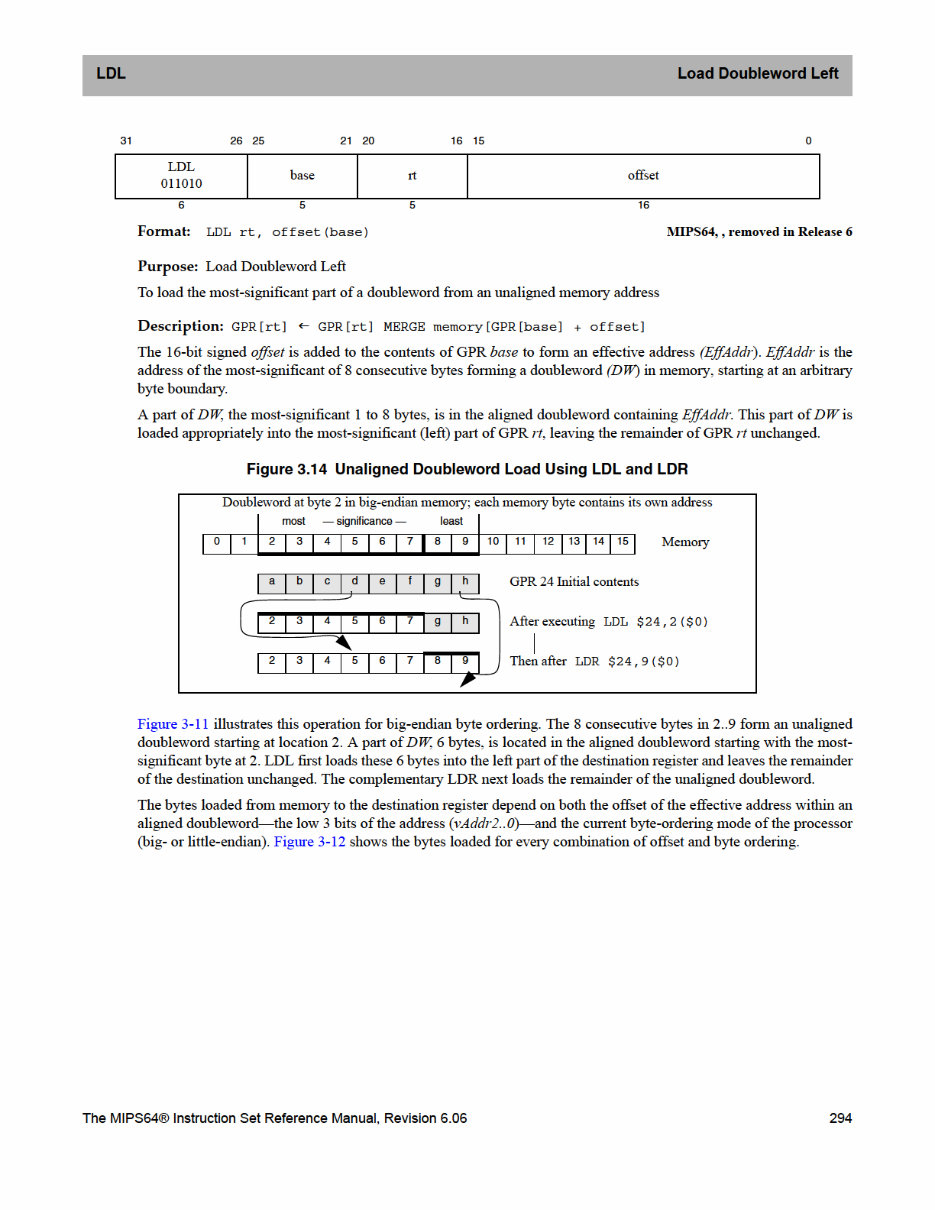 LDL Load Doubleword Left
31 26 25 21 20 16 15 0
LDL
011010 base rt offset
6 5 5 16
Format: LDL rt, offset(base) MIPS64, , removed in Release 6
Purpose: Load Doubleword Left
To load the most-significant part of a doubleword from an unaligned memory address
Description: GPR[rt] ← GPR[rt] MERGE memory[GPR[base] + offset]
The 16-bit signed offset is added to the contents of GPR base to form an effective address (EffAddr). EffAddr is the
address of the most-significant of 8 consecutive bytes forming a doubleword (DW) in memory, starting at an arbitrary
byte boundary.
A part of DW, the most-significant 1 to 8 bytes, is in the aligned doubleword containing EffAddr. This part of DW is
loaded appropriately into the most-significant (left) part of GPR rt, leaving the remainder of GPR rt unchanged.
Figure 3.14 Unaligned Doubleword Load Using LDL and LDR
Doubleword at byte 2 in big-endian memory; each memory byte contains its own address
most — significance — least
0 1 2 3 4 5 6 7 8 9 10 11 12 13 14 15 Memory
a b c d e f g h GPR 24 Initial contents
2 3 4 5 6 7 g h After executing LDL $24,2($0)
2 3 4 5 6 7 8 9 Then after LDR $24,9($0)
Figure 3-11 illustrates this operation for big-endian byte ordering. The 8 consecutive bytes in 2..9 form an unaligned
doubleword starting at location 2. A part of DW, 6 bytes, is located in the aligned doubleword starting with the most-
significant byte at 2. LDL first loads these 6 bytes into the left part of the destination register and leaves the remainder
of the destination unchanged. The complementary LDR next loads the remainder of the unaligned doubleword.
The bytes loaded from memory to the destination register depend on both the offset of the effective address within an
aligned doubleword—the low 3 bits of the address (vAddr2..0)—and the current byte-ordering mode of the processor
(big- or little-endian). Figure 3-12 shows the bytes loaded for every combination of offset and byte ordering.
The MIPS64® Instruction Set Reference Manual, Revision 6.06 294